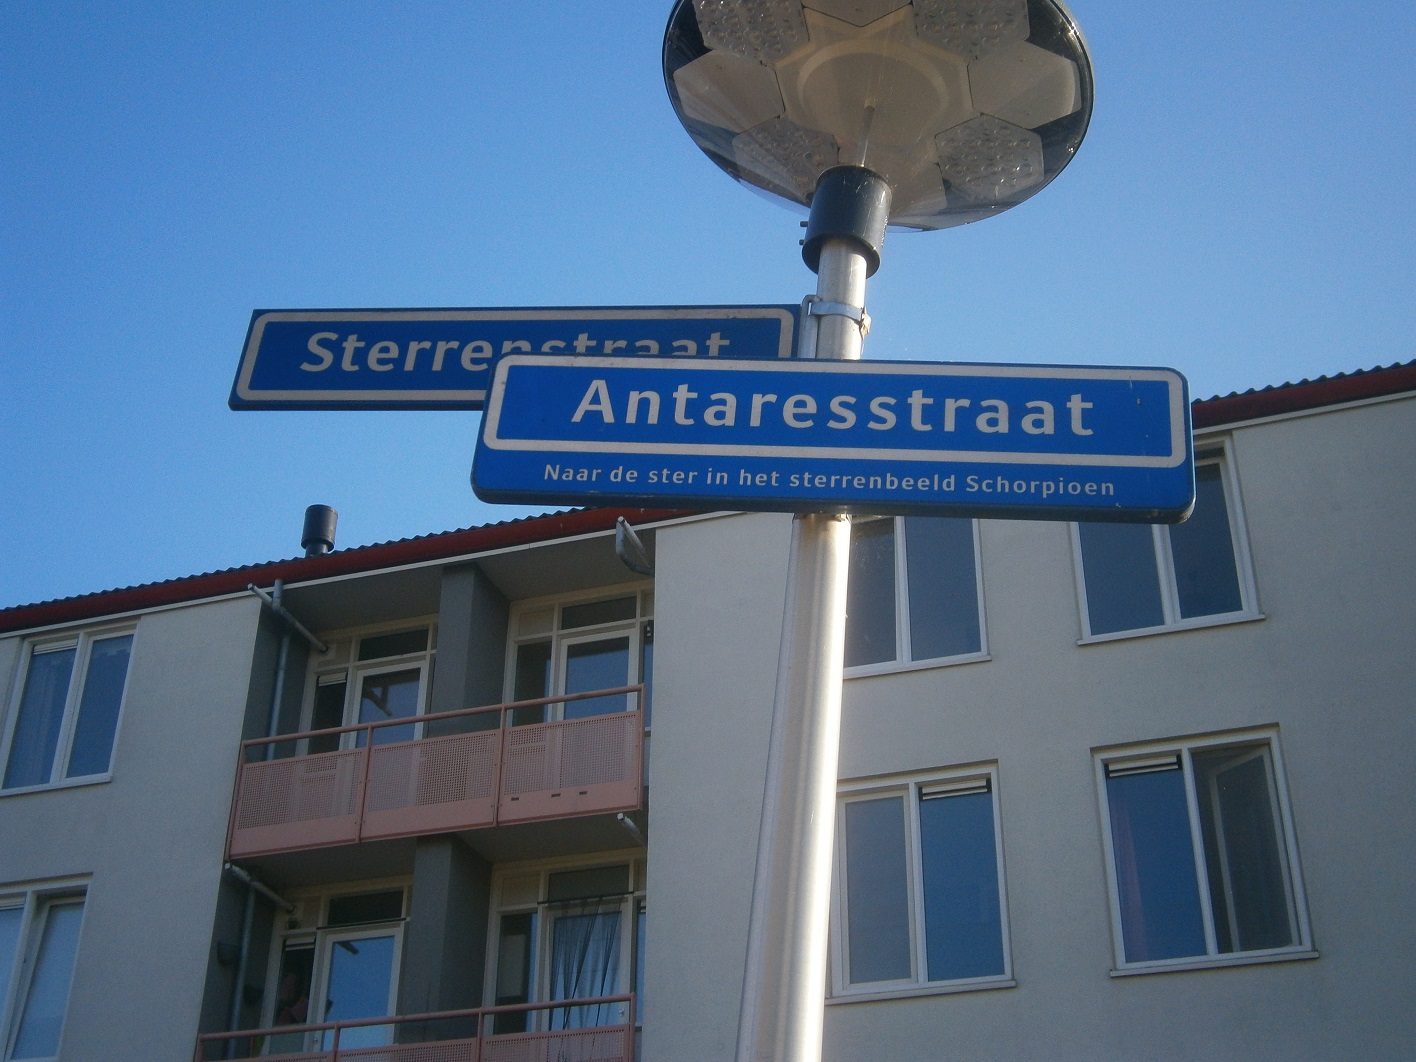 Sterrenstraat
Antaresstraat
Naar de ster in het sterrenbeeld Schorpioen